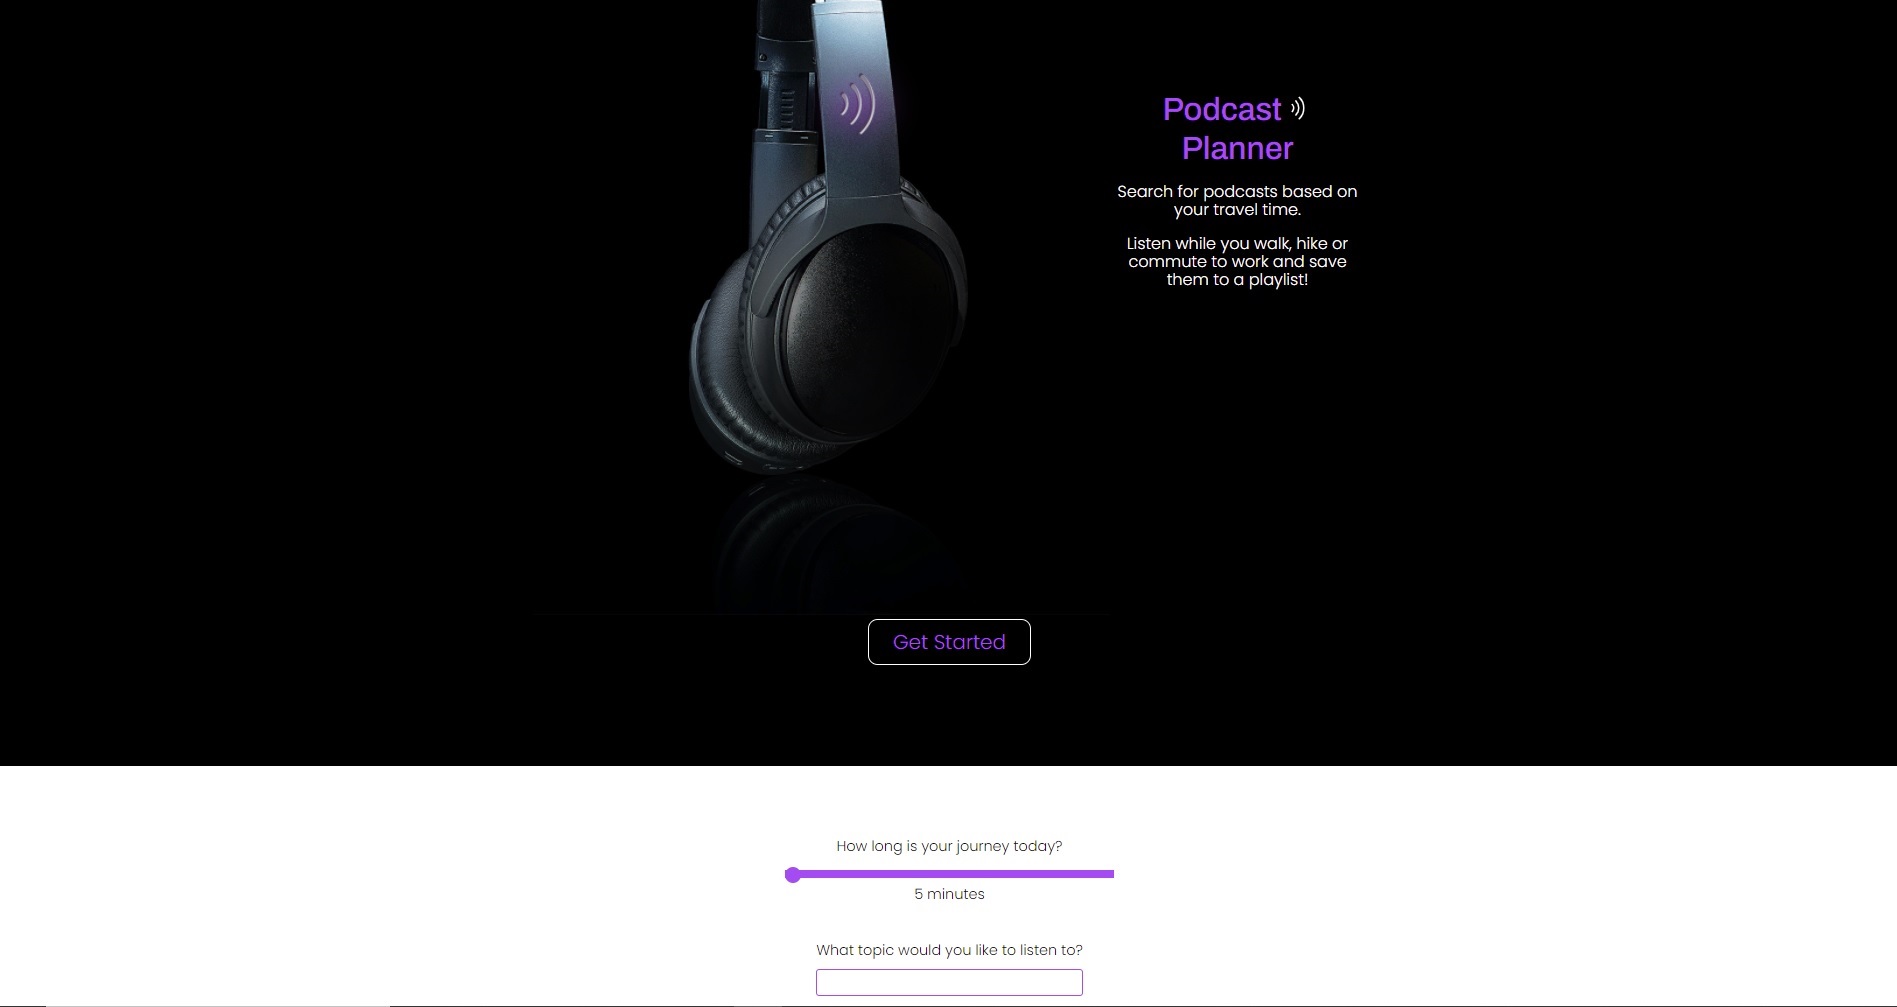 Podcast
Planner
Search for podcasts based on
your travel time.
Listen while you walk, hike or
commute to work and save
them to a playlist!
Get Started
How long is your journey today?
5 minutes
What topic would you like to listen to?